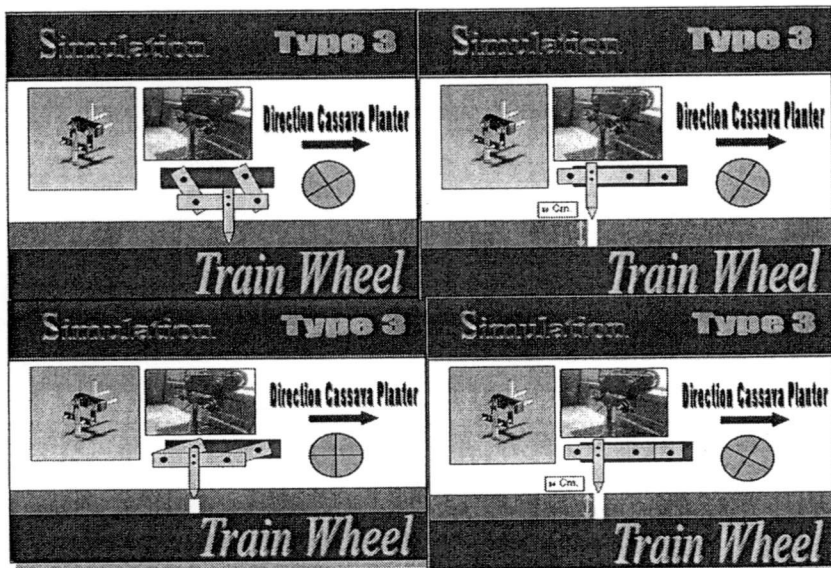 Simulation Type 3
Direction Cassava Planter
Train Wheel
Simulation Type 3
Direction Cassava Planter
Cm.
Train Wheel
Simulation Type 3
Direction Cassava Planter
Train Wheel
Simulation Type 3
Direction Cassava Planter
Cm.
Train Wheel